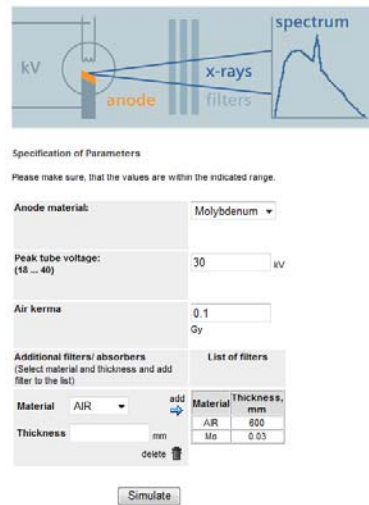 spectrum
kV
x-rays
anode
filters
Specification of Parameters
Please make sure, that the values are within the indicated range.
Anode material:
Molybdenum
Peak tube voltage:
(18 ... 40)
30 kV
Air kerma
0.1
Gy
Additional filters/ absorbers
(Select material and thickness and add
filter to the list)
List of filters
Material AIR
add
Thickness mm
delete
Material Thickness,
mm
AIR 600
Mo 0.03
Simulate